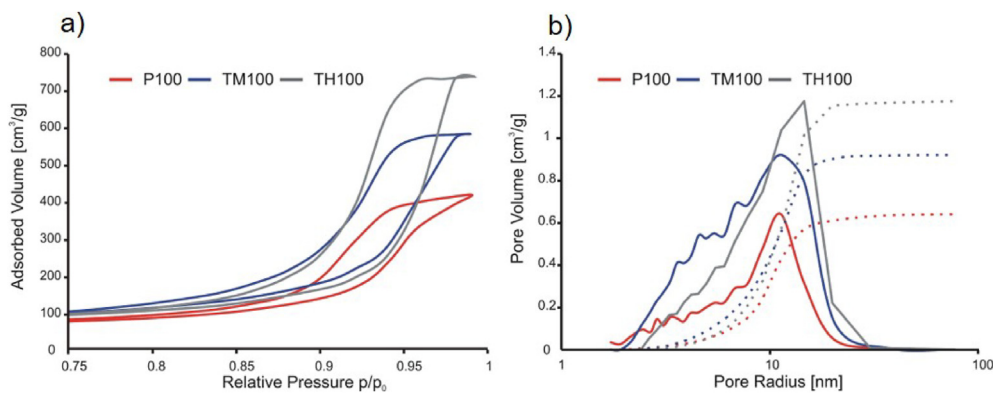 a)
800
700
600
500
400
300
200
100
0
Adsorbed Volume [cm³/g]
P100 TM100 TH100
0.75 0.8 0.85 0.9 0.95 1
Relative Pressure p/p₀
b)
1.4
1.2
1
0.8
0.6
0.4
0.2
0
Pore Volume [cm³/g]
P100 TM100 TH100
1 10 100
Pore Radius [nm]